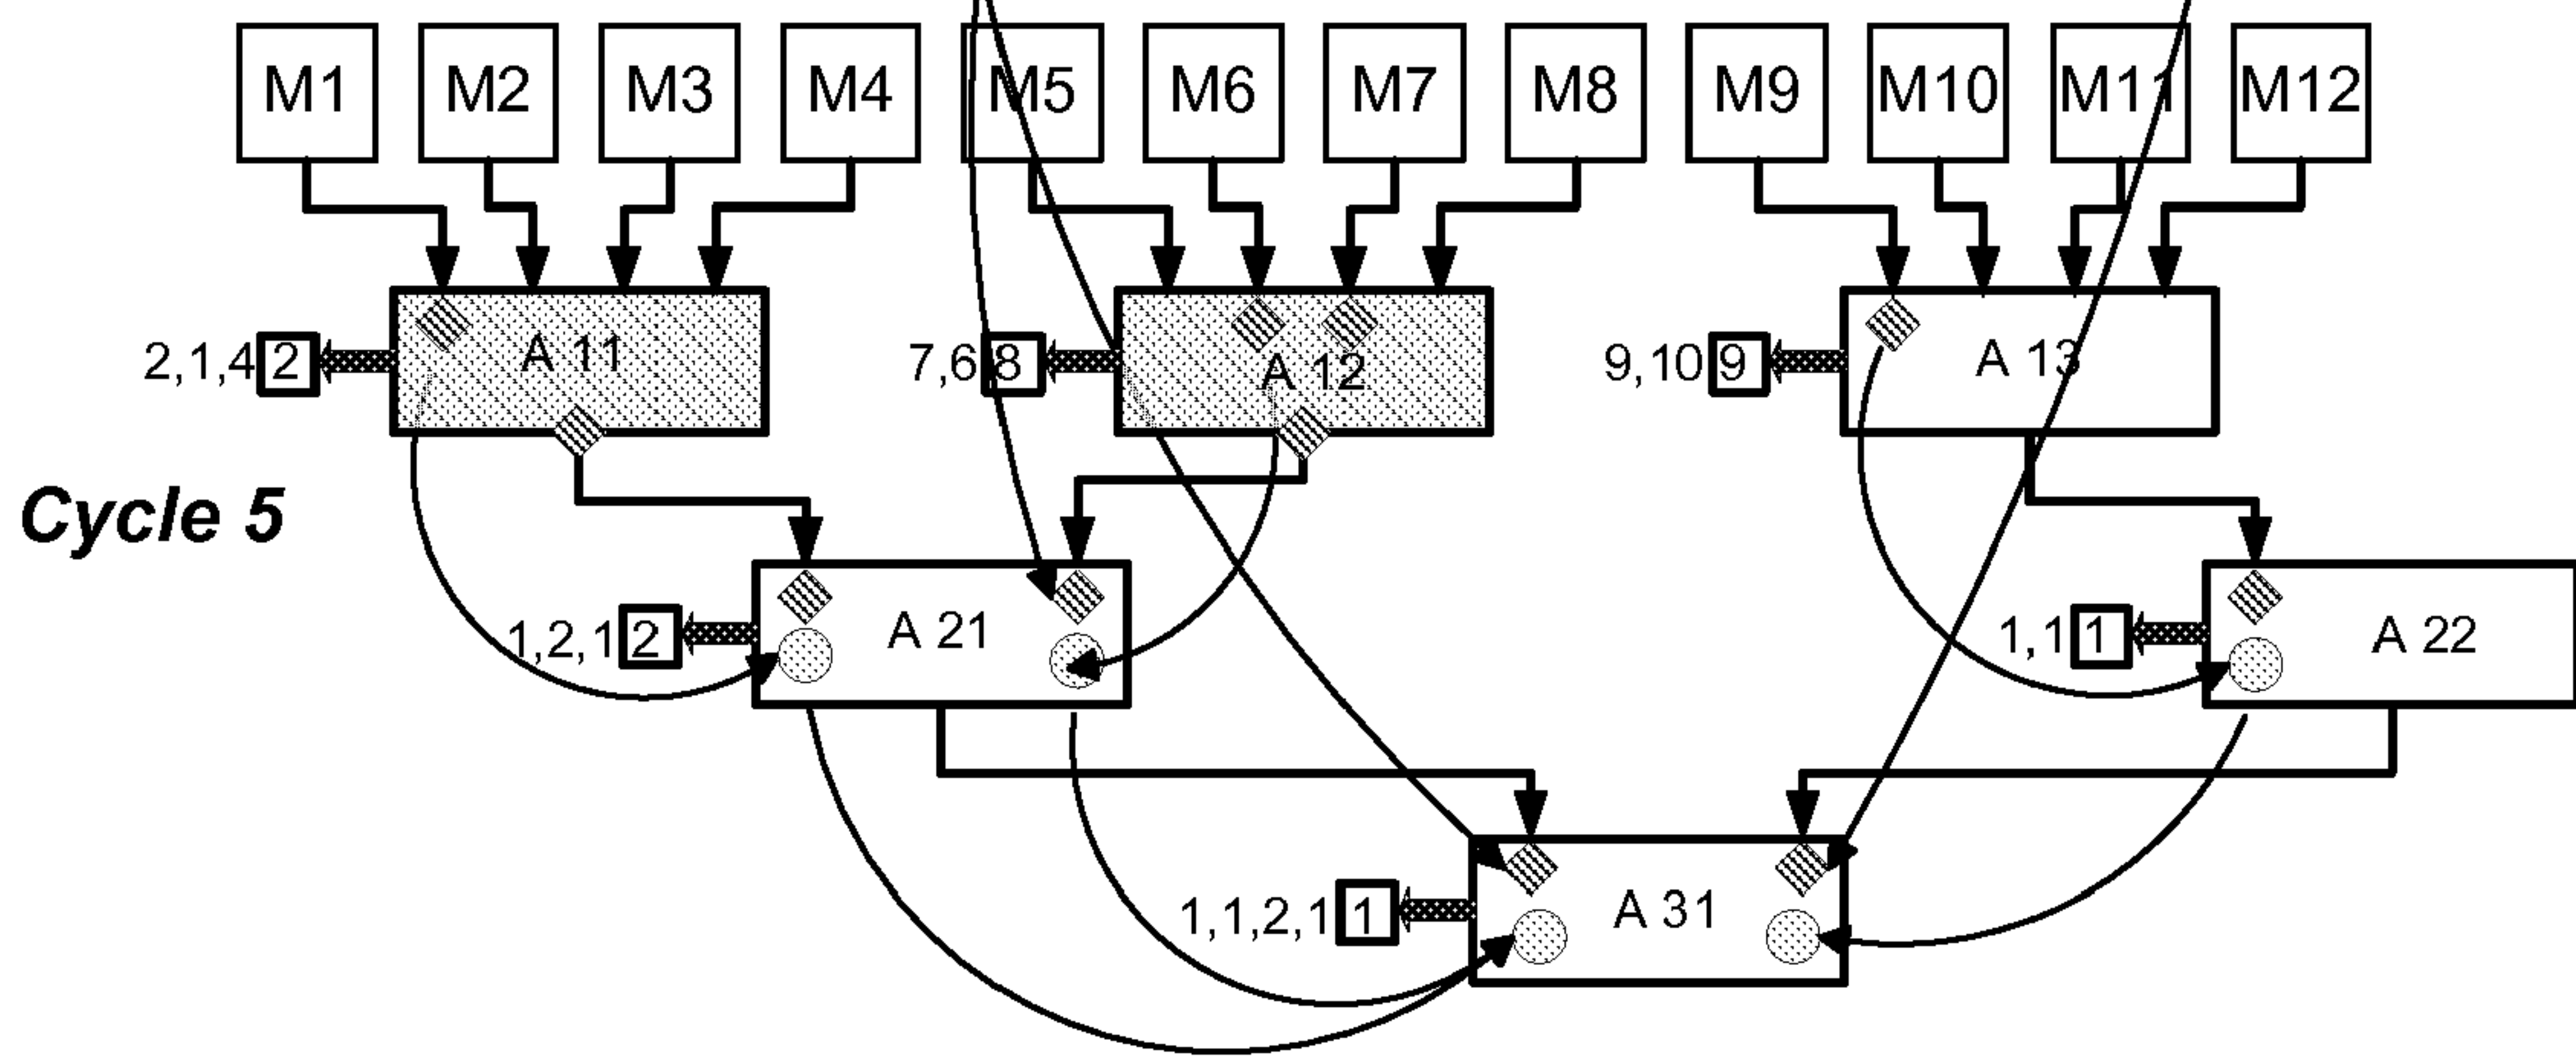 M1 M2 M3 M4 M5 M6 M7 M8 M9 M10 M11 M12
2,1,4 2 A 11 7,6 8 A 12 9,10 9 A 13
Cycle 5
1,2,1 2 A 21 1,1 1 A 22
1,1,2,1 1 A 31